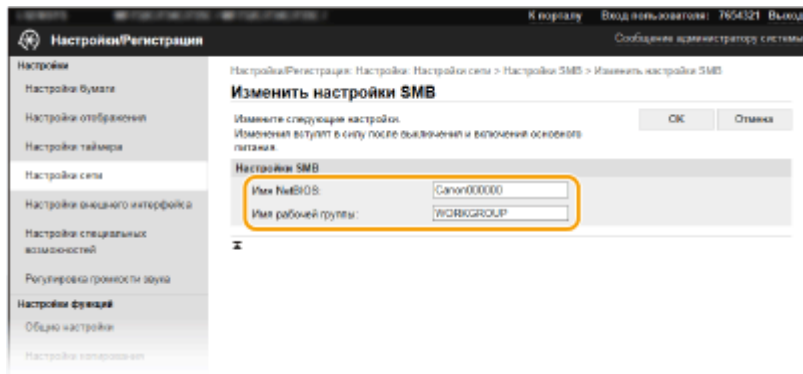 К порталу Вход пользователя: 7654321 Выход
Настройки/Регистрация
Сообщение администратору системы
Настройки
Настройки бумаги
Настройки отображения
Настройки таймера
Настройки сети
Настройки внешнего интерфейса
Настройки специальных
возможностей
Регулировка громкости звука
Настройки функций
Общие настройки
Настройки копирования
Настройки/Регистрация: Настройки: Настройки сети > Настройки SMB > Изменить настройки SMB
Изменить настройки SMB
Измените следующие настройки.
Изменения вступят в силу после выключения и включения основного
питания.
OK Отмена
Настройки SMB
Имя NetBIOS: Canon000000
Имя рабочей группы: WORKGROUP